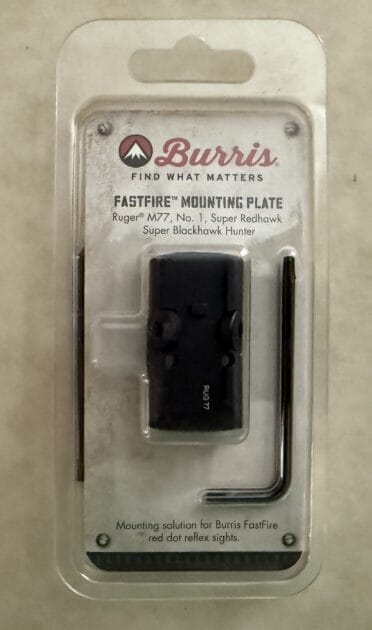 Burris.
FIND WHAT MATTERS
FASTFIRE™ MOUNTING PLATE
Ruger® M77, No. 1, Super Redhawk
Super Blackhawk Hunter
RUG 77
Mounting solution for Burris FastFire
red dot reflex sights.